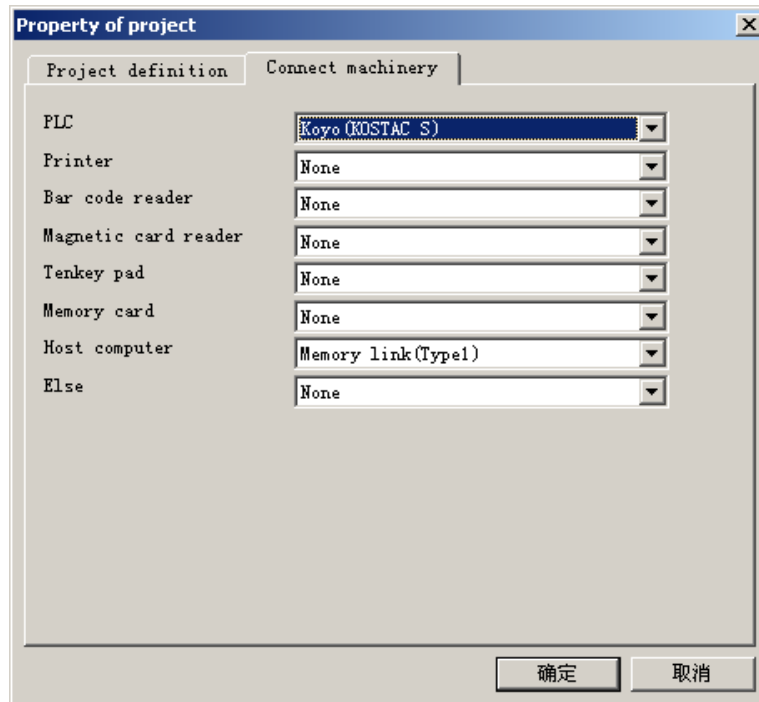 Property of project
Project definition Connect machinery
PLC Koyo(KOSTAC S)
Printer None
Bar code reader None
Magnetic card reader None
Tenkey pad None
Memory card None
Host computer Memory link(Type1)
Else None
确定 取消